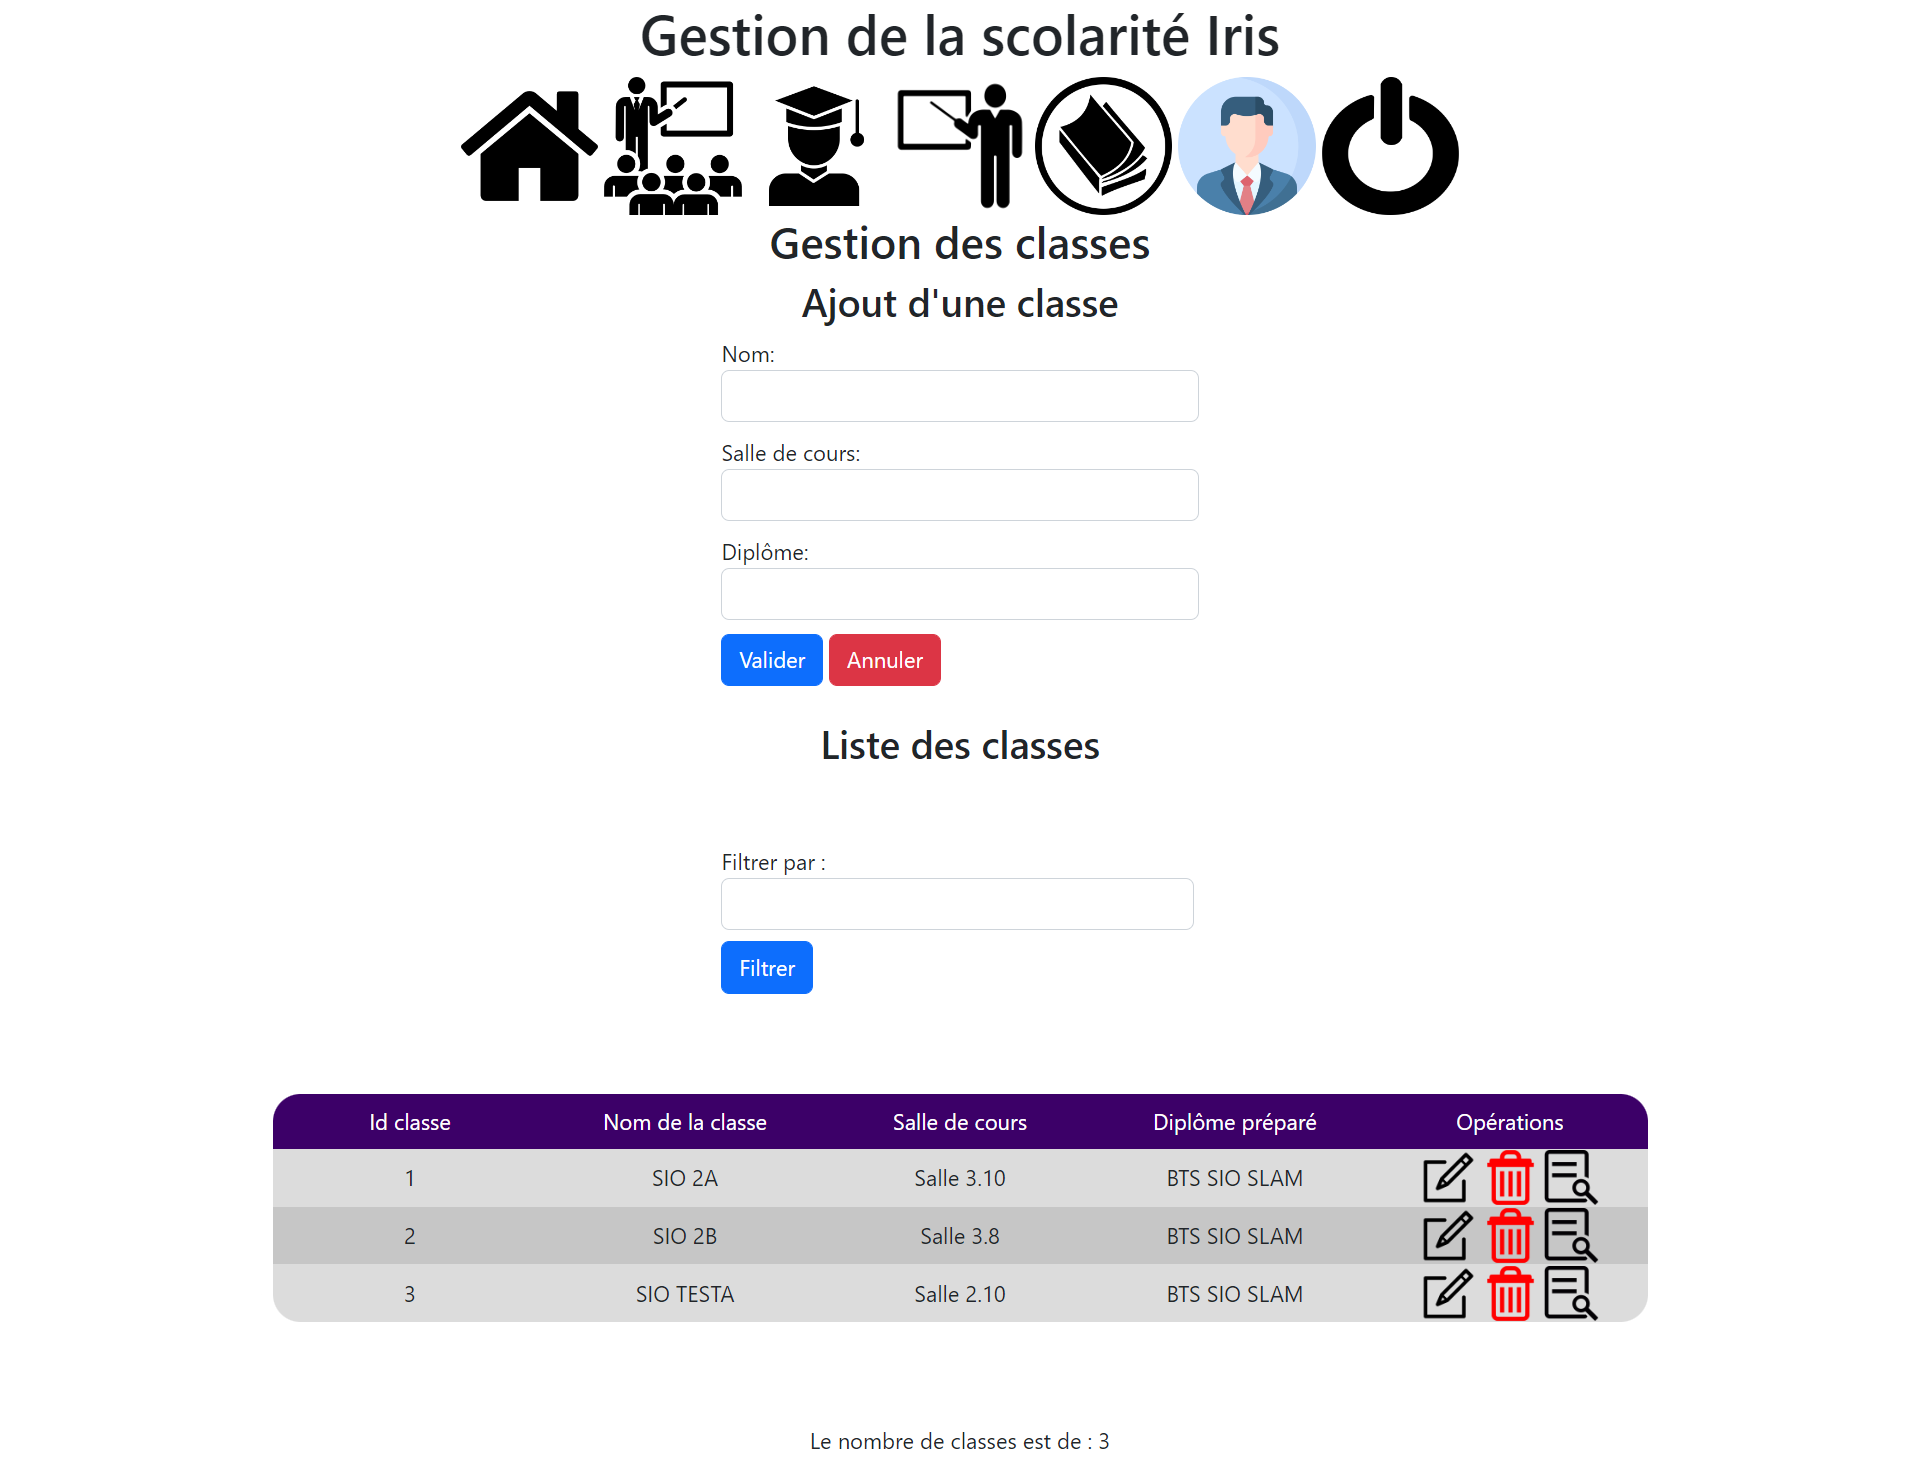 Gestion de la scolarité Iris
Gestion des classes
Ajout d'une classe
Nom:
Salle de cours:
Diplôme:
Valider Annuler
Liste des classes
Filtrer par :
Filtrer
Id classe Nom de la classe Salle de cours Diplôme préparé Opérations
1 SIO 2A Salle 3.10 BTS SIO SLAM
2 SIO 2B Salle 3.8 BTS SIO SLAM
3 SIO TESTA Salle 2.10 BTS SIO SLAM
Le nombre de classes est de : 3